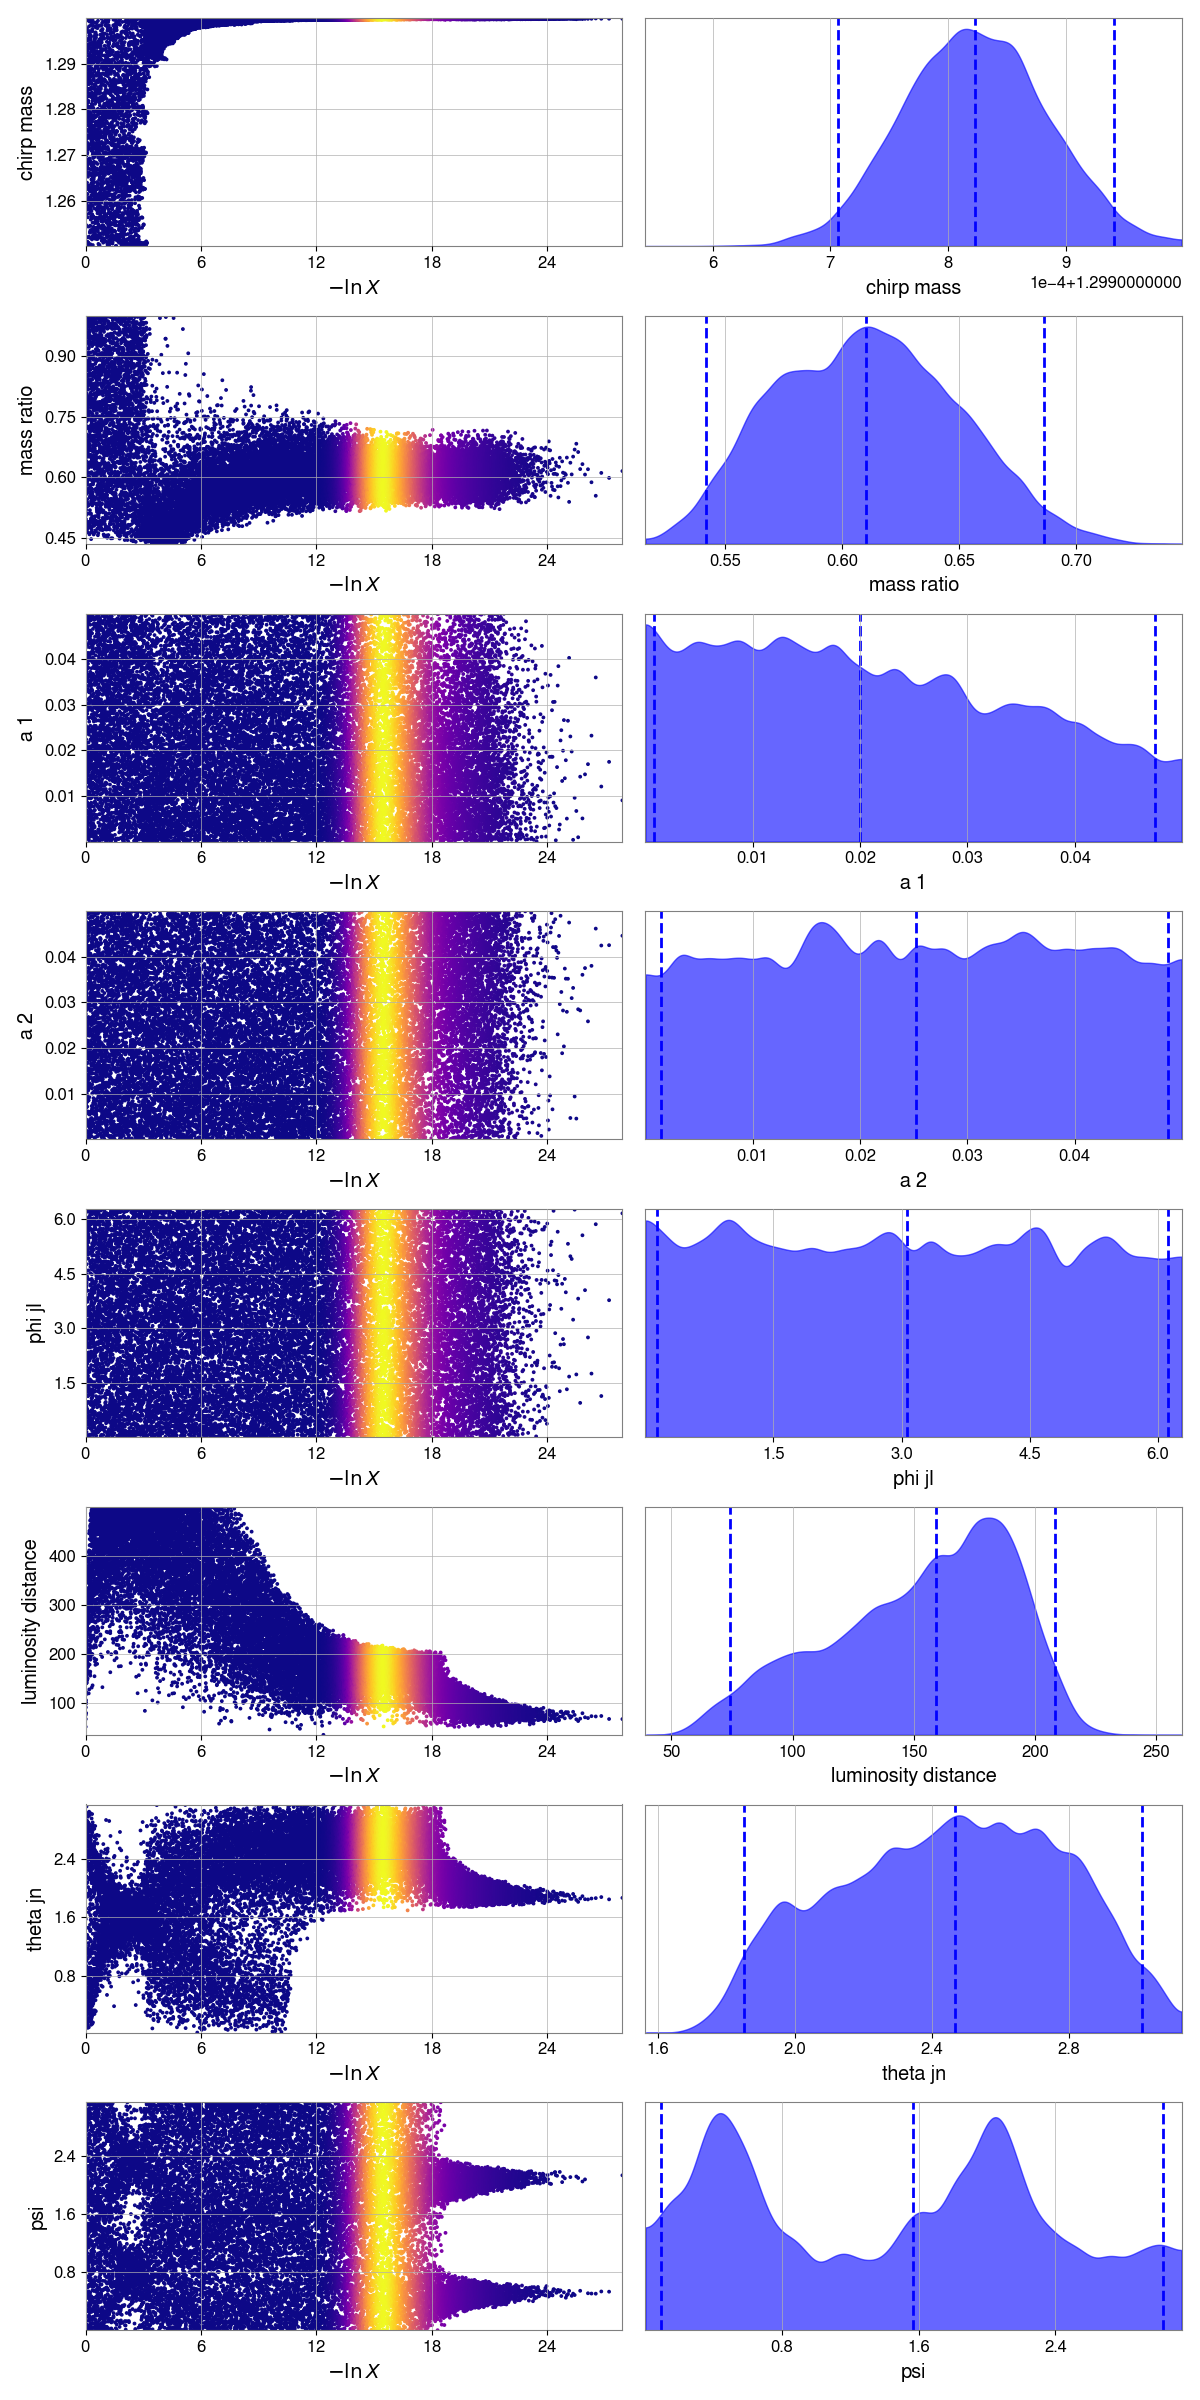 chirp mass
1.29
1.28
1.27
1.26
0 6 12 18 24
−ln X
6 7 8 9
1e−4+1.2990000000
chirp mass
mass ratio
0.90
0.75
0.60
0.45
0 6 12 18 24
−ln X
0.55 0.60 0.65 0.70
mass ratio
a 1
0.04
0.03
0.02
0.01
0 6 12 18 24
−ln X
0.01 0.02 0.03 0.04
a 1
a 2
0.04
0.03
0.02
0.01
0 6 12 18 24
−ln X
0.01 0.02 0.03 0.04
a 2
phi jl
6.0
4.5
3.0
1.5
0 6 12 18 24
−ln X
1.5 3.0 4.5 6.0
phi jl
luminosity distance
400
300
200
100
0 6 12 18 24
−ln X
50 100 150 200 250
luminosity distance
theta jn
2.4
1.6
0.8
0 6 12 18 24
−ln X
1.6 2.0 2.4 2.8
theta jn
psi
2.4
1.6
0.8
0 6 12 18 24
−ln X
0.8 1.6 2.4
psi